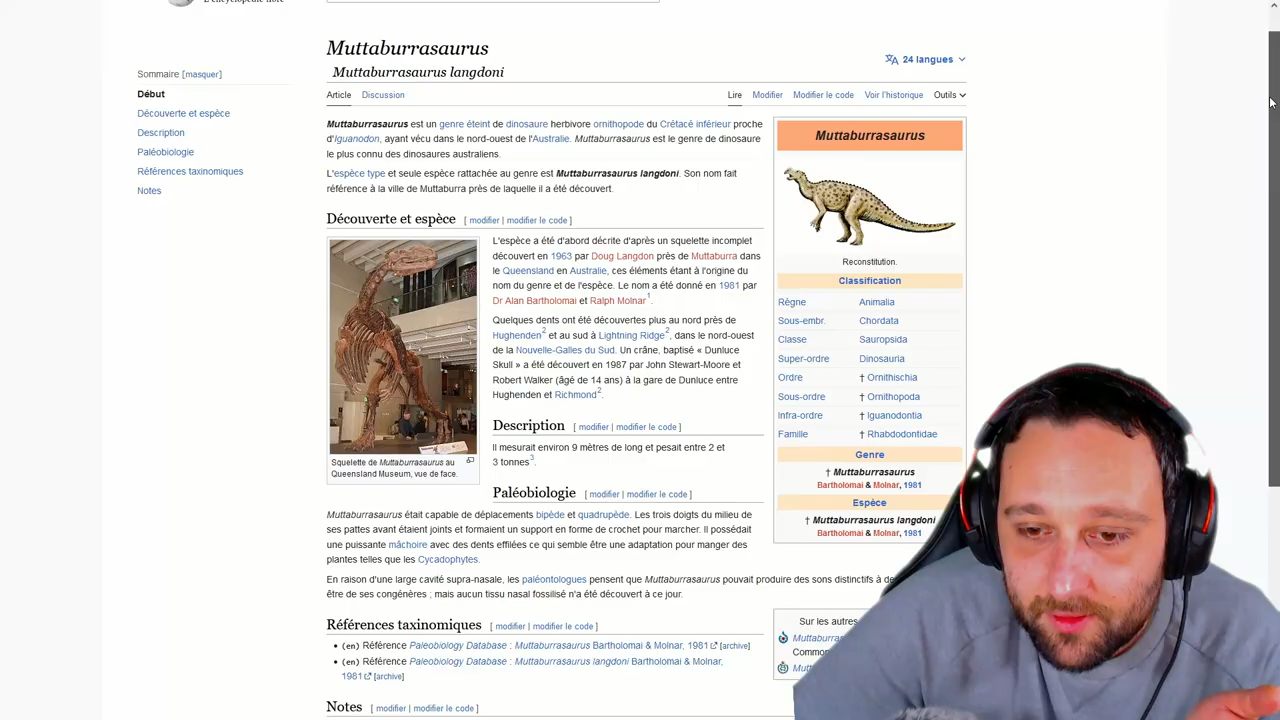 L'encyclopédie libre
Muttaburrasaurus
Muttaburrasaurus langdoni
24 langues
Sommaire [masquer]
Début
Découverte et espèce
Description
Paléobiologie
Références taxinomiques
Notes
Article Discussion
Lire Modifier Modifier le code Voir l'historique Outils
Muttaburrasaurus est un genre éteint de dinosaure herbivore ornithopode du Crétacé inférieur proche
d'Iguanodon, ayant vécu dans le nord-ouest de l'Australie. Muttaburrasaurus est le genre de dinosaure
le plus connu des dinosaures australiens.
L'espèce type et seule espèce rattachée au genre est Muttaburrasaurus langdoni. Son nom fait
référence à la ville de Muttaburra près de laquelle il a été découvert.
Découverte et espèce [ modifier | modifier le code ]
L'espèce a été d'abord décrite d'après un squelette incomplet
découvert en 1963 par Doug Langdon près de Muttaburra dans
le Queensland en Australie, ces éléments étant à l'origine du
nom du genre et de l'espèce. Le nom a été donné en 1981 par
Dr Alan Bartholomai et Ralph Molnar1.
Quelques dents ont été découvertes plus au nord près de
Hughenden2 et au sud à Lightning Ridge2, dans le nord-ouest
de la Nouvelle-Galles du Sud. Un crâne, baptisé « Dunluce
Skull » a été découvert en 1987 par John Stewart-Moore et
Robert Walker (âgé de 14 ans) à la gare de Dunluce entre
Hughenden et Richmond2.
Squelette de Muttaburrasaurus au
Queensland Museum, vue de face.
Description [ modifier | modifier le code ]
Il mesurait environ 9 mètres de long et pesait entre 2 et
3 tonnes3.
Paléobiologie [ modifier | modifier le code ]
Muttaburrasaurus était capable de déplacements bipède et quadrupède. Les trois doigts du milieu de
ses pattes avant étaient joints et formaient un support en forme de crochet pour marcher. Il possédait
une puissante mâchoire avec des dents effilées ce qui semble être une adaptation pour manger des
plantes telles que les Cycadophytes.
En raison d'une large cavité supra-nasale, les paléontologues pensent que Muttaburrasaurus pouvait produire des sons distinctifs à
être de ses congénères ; mais aucun tissu nasal fossilisé n'a été découvert à ce jour.
Références taxinomiques [ modifier | modifier le code ]
• (en) Référence Paleobiology Database : Muttaburrasaurus Bartholomai & Molnar, 1981 [archive]
• (en) Référence Paleobiology Database : Muttaburrasaurus langdoni Bartholomai & Molnar,
1981 [archive]
Notes [ modifier | modifier le code ]
Muttaburrasaurus
Reconstitution.
Classification
Règne Animalia
Sous-embr. Chordata
Classe Sauropsida
Super-ordre Dinosauria
Ordre † Ornithischia
Sous-ordre † Ornithopoda
Infra-ordre † Iguanodontia
Famille † Rhabdodontidae
Genre
† Muttaburrasaurus
Bartholomai & Molnar, 1981
Espèce
† Muttaburrasaurus langdoni
Bartholomai & Molnar, 1981
Sur les autres